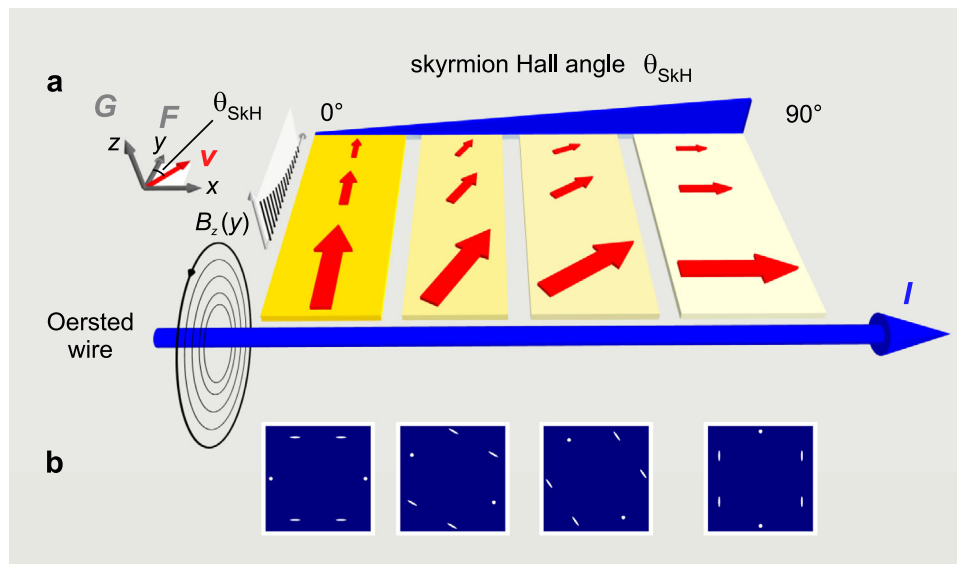 skyrmion Hall angle θSkH
a
G F θSkH
0°
90°
z y v x
Bz(y)
Oersted
wire
I
b